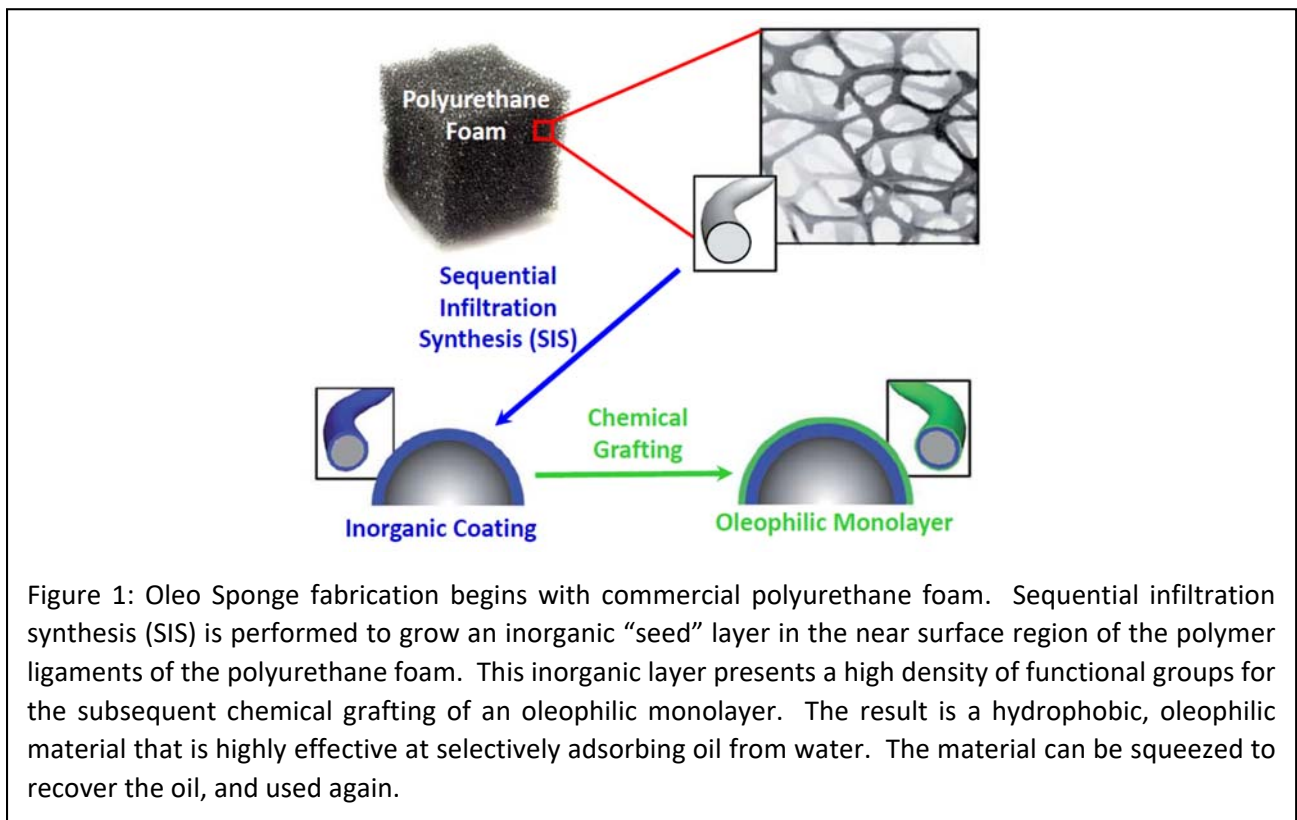 Polyurethane
Foam
Sequential
Infiltration
Synthesis (SIS)
Chemical
Grafting
Inorganic Coating
Oleophilic Monolayer
Figure 1: Oleo Sponge fabrication begins with commercial polyurethane foam. Sequential infiltration
synthesis (SIS) is performed to grow an inorganic “seed” layer in the near surface region of the polymer
ligaments of the polyurethane foam. This inorganic layer presents a high density of functional groups for
the subsequent chemical grafting of an oleophilic monolayer. The result is a hydrophobic, oleophilic
material that is highly effective at selectively adsorbing oil from water. The material can be squeezed to
recover the oil, and used again.